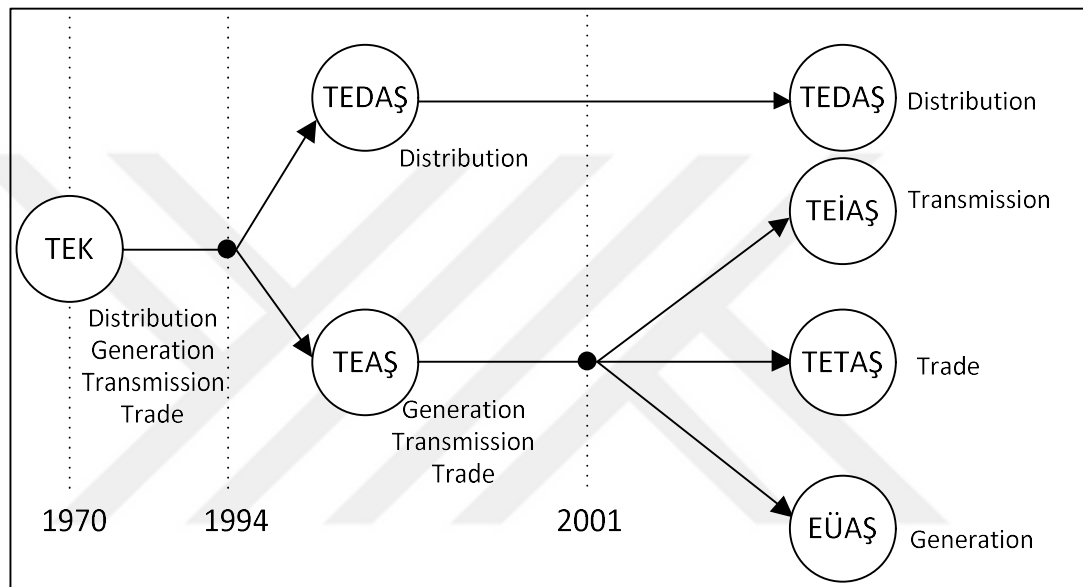 TEDAŞ
TEDAŞ
Distribution
Distribution
TEİAŞ
Transmission
TEK
Distribution
Generation
Transmission
Trade
TEAŞ
Generation
Transmission
Trade
TETAŞ
Trade
1970
1994
2001
EÜAŞ
Generation